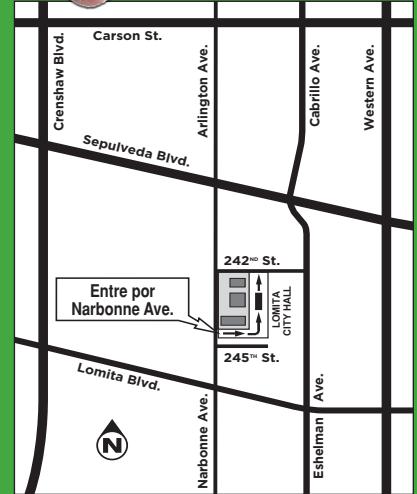 Carson St.
Crenshaw Blvd.
Arlington Ave.
Cabrillo Ave.
Western Ave.
Sepulveda Blvd.
242ND St.
Entre por
Narbonne Ave.
LOMITA
CITY HALL
245TH St.
Lomita Blvd.
Narbonne Ave.
Eshelman Ave.
N